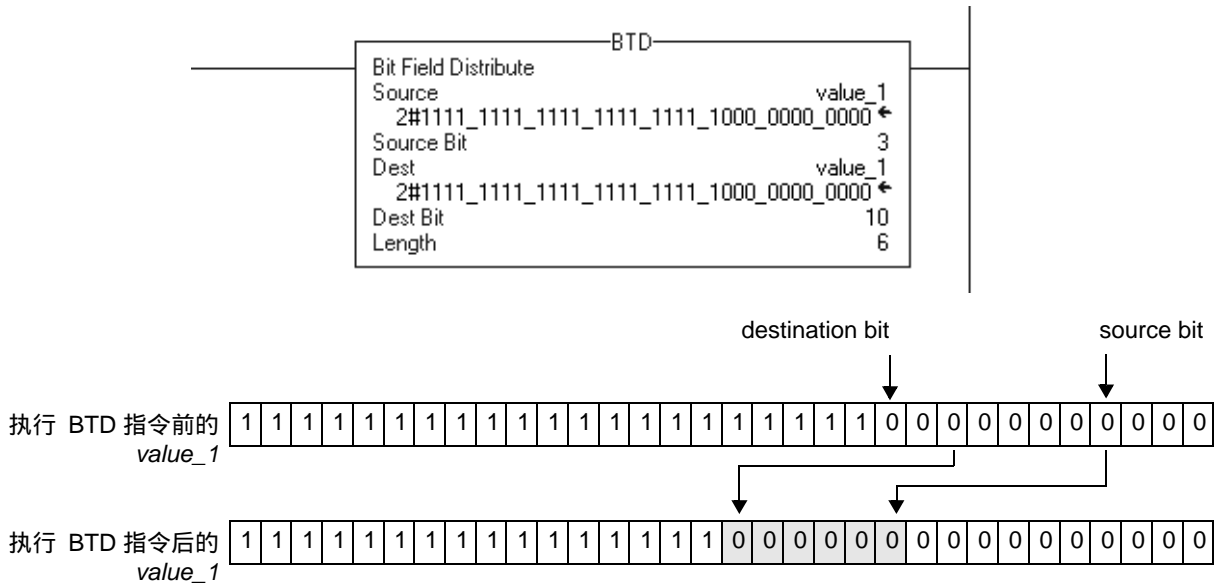 BTD
Bit Field Distribute
Source value_1
2#1111_1111_1111_1111_1111_1000_0000_0000
Source Bit 3
Dest value_1
2#1111_1111_1111_1111_1111_1000_0000_0000
Dest Bit 10
Length 6
destination bit source bit
执行 BTD 指令前的 1 1 1 1 1 1 1 1 1 1 1 1 1 1 1 1 1 1 1 1 1 0 0 0 0 0 0 0 0 0 0 0
value_1
执行 BTD 指令后的 1 1 1 1 1 1 1 1 1 1 1 1 1 1 1 1 0 0 0 0 0 0 0 0 0 0 0 0 0 0 0 0
value_1